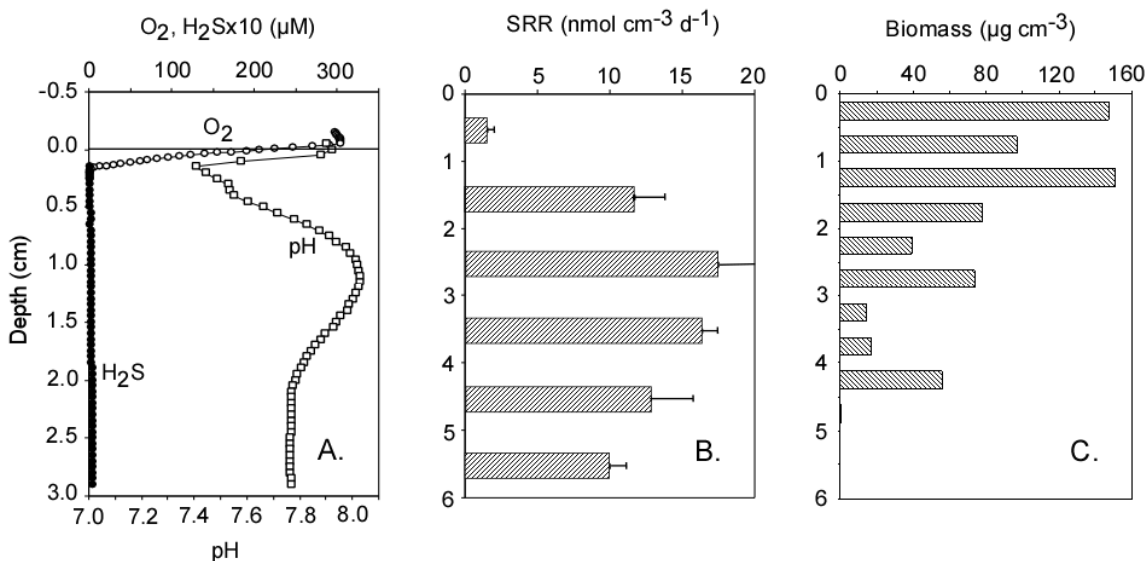 O2, H2Sx10 (µM)
0 100 200 300
-0.5
0.0
0.5
1.0
1.5
2.0
2.5
3.0
Depth (cm)
O2
pH
H2S
A.
7.0 7.2 7.4 7.6 7.8 8.0
pH
SRR (nmol cm-3 d-1)
0 5 10 15 20
0
1
2
3
4
5
6
B.
Biomass (µg cm-3)
0 40 80 120 160
0
1
2
3
4
5
6
C.